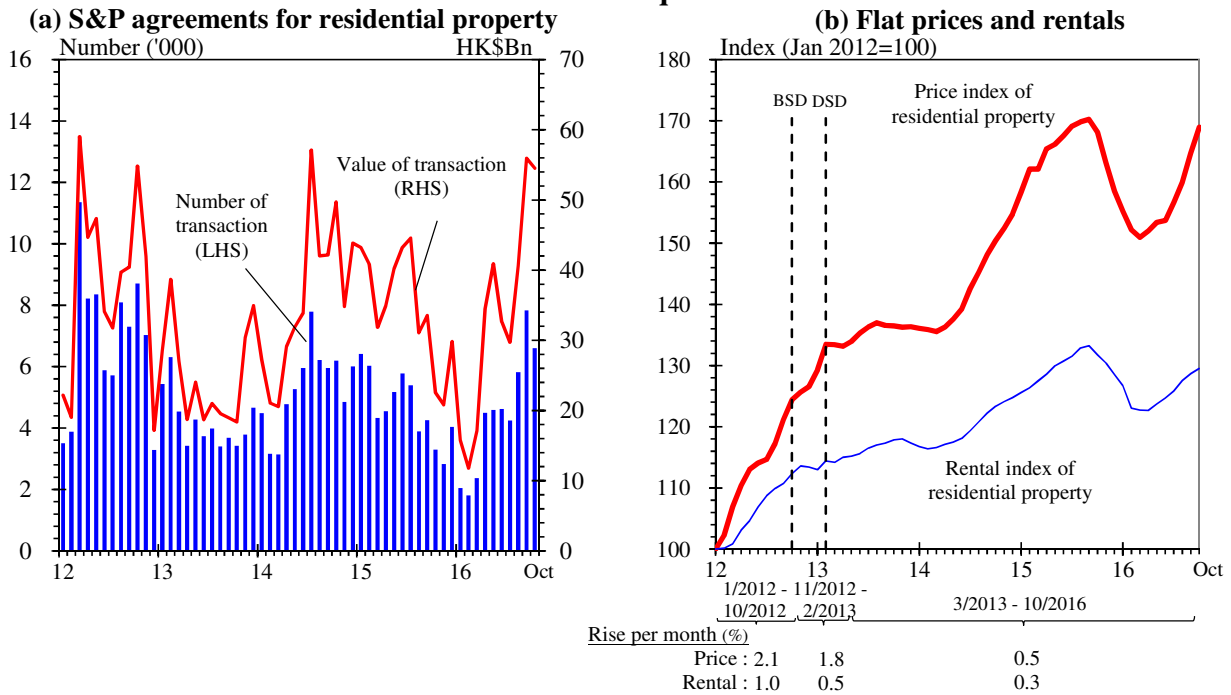 (a) S&P agreements for residential property
Number ('000)
HK$Bn
16
14
12
10
8
6
4
2
0
70
60
50
40
30
20
10
0
Value of transaction
(RHS)
Number of
transaction
(LHS)
12
13
14
15
16
Oct
(b) Flat prices and rentals
Index (Jan 2012=100)
180
170
160
150
140
130
120
110
100
BSD
DSD
Price index of
residential property
Rental index of
residential property
12
13
14
15
16
Oct
1/2012 -
10/2012
11/2012 -
2/2013
3/2013 - 10/2016
Rise per month (%)
Price : 2.1 1.8 0.5
Rental : 1.0 0.5 0.3